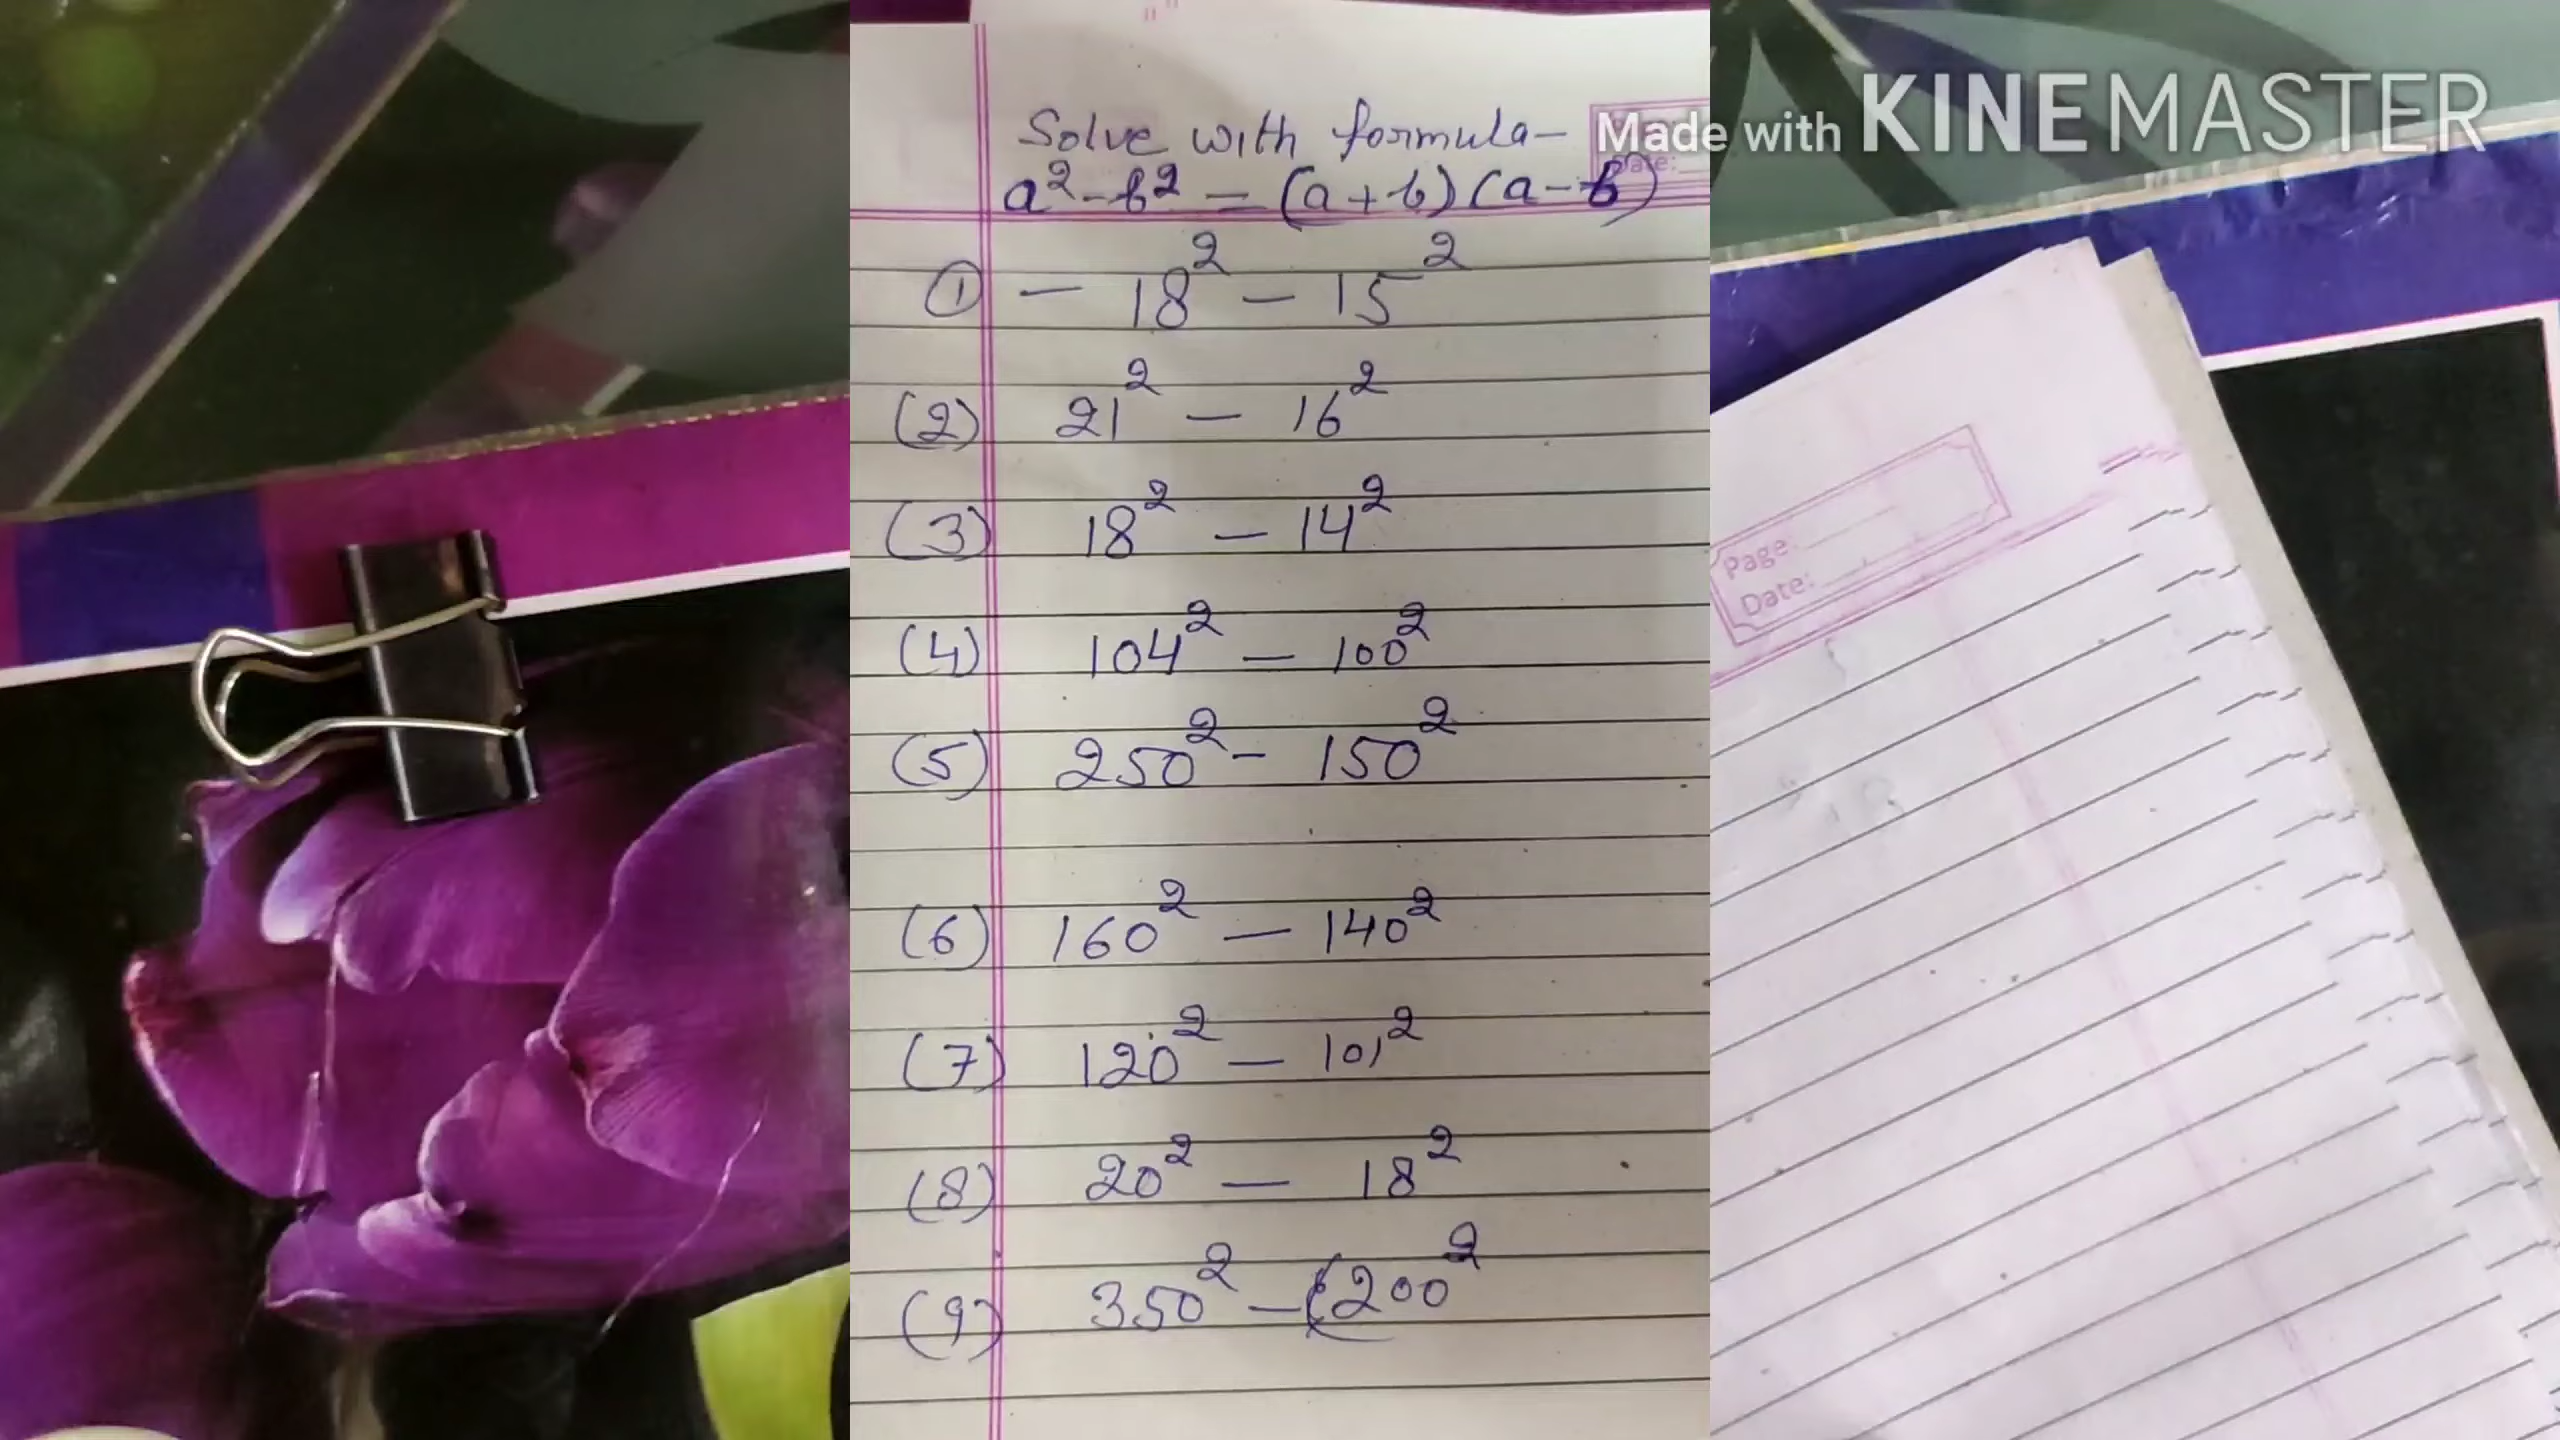 Made with KINEMASTER
Solve with formula-
a² - b² = (a + b) (a - b)
① - 18² - 15²
(2) 21² - 16²
(3) 18² - 14²
(4) 104² - 100²
(5) 250² - 150²
(6) 160² - 140²
(7) 120² - 101²
(8) 20² - 18²
(9) 350² - (200²
Date:
Page:
Date: